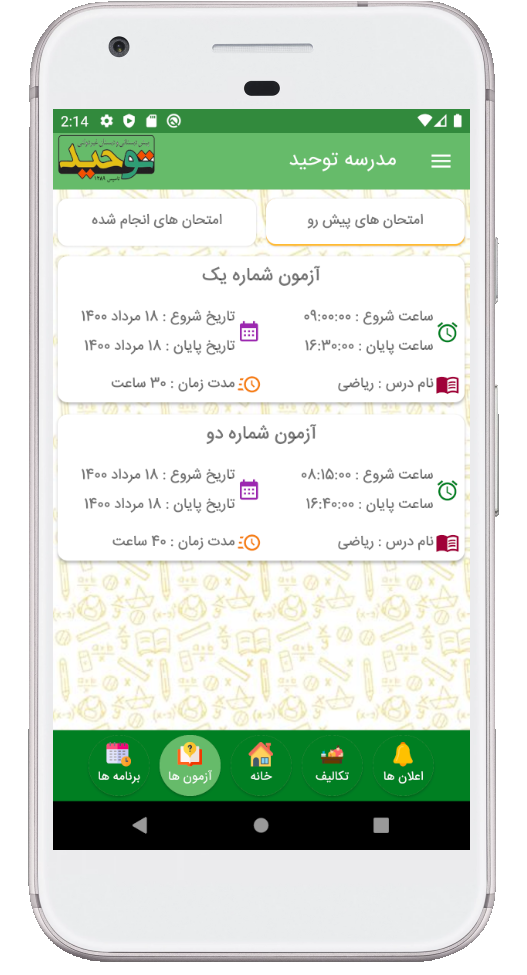 2:14
مدرسه توحید
توحید
تاسیس ۱۳۸۹
امتحان های پیش رو
امتحان های انجام شده
آزمون شماره یک
ساعت شروع : ۰۹:۰۰:۰۰
تاریخ شروع : ۱۸ مرداد ۱۴۰۰
ساعت پایان : ۱۶:۳۰:۰۰
تاریخ پایان : ۱۸ مرداد ۱۴۰۰
نام درس : ریاضی
مدت زمان : ۳۰ ساعت
آزمون شماره دو
ساعت شروع : ۰۸:۱۵:۰۰
تاریخ شروع : ۱۸ مرداد ۱۴۰۰
ساعت پایان : ۱۶:۴۰:۰۰
تاریخ پایان : ۱۸ مرداد ۱۴۰۰
نام درس : ریاضی
مدت زمان : ۴۰ ساعت
اعلان ها
تکالیف
خانه
آزمون ها
برنامه ها